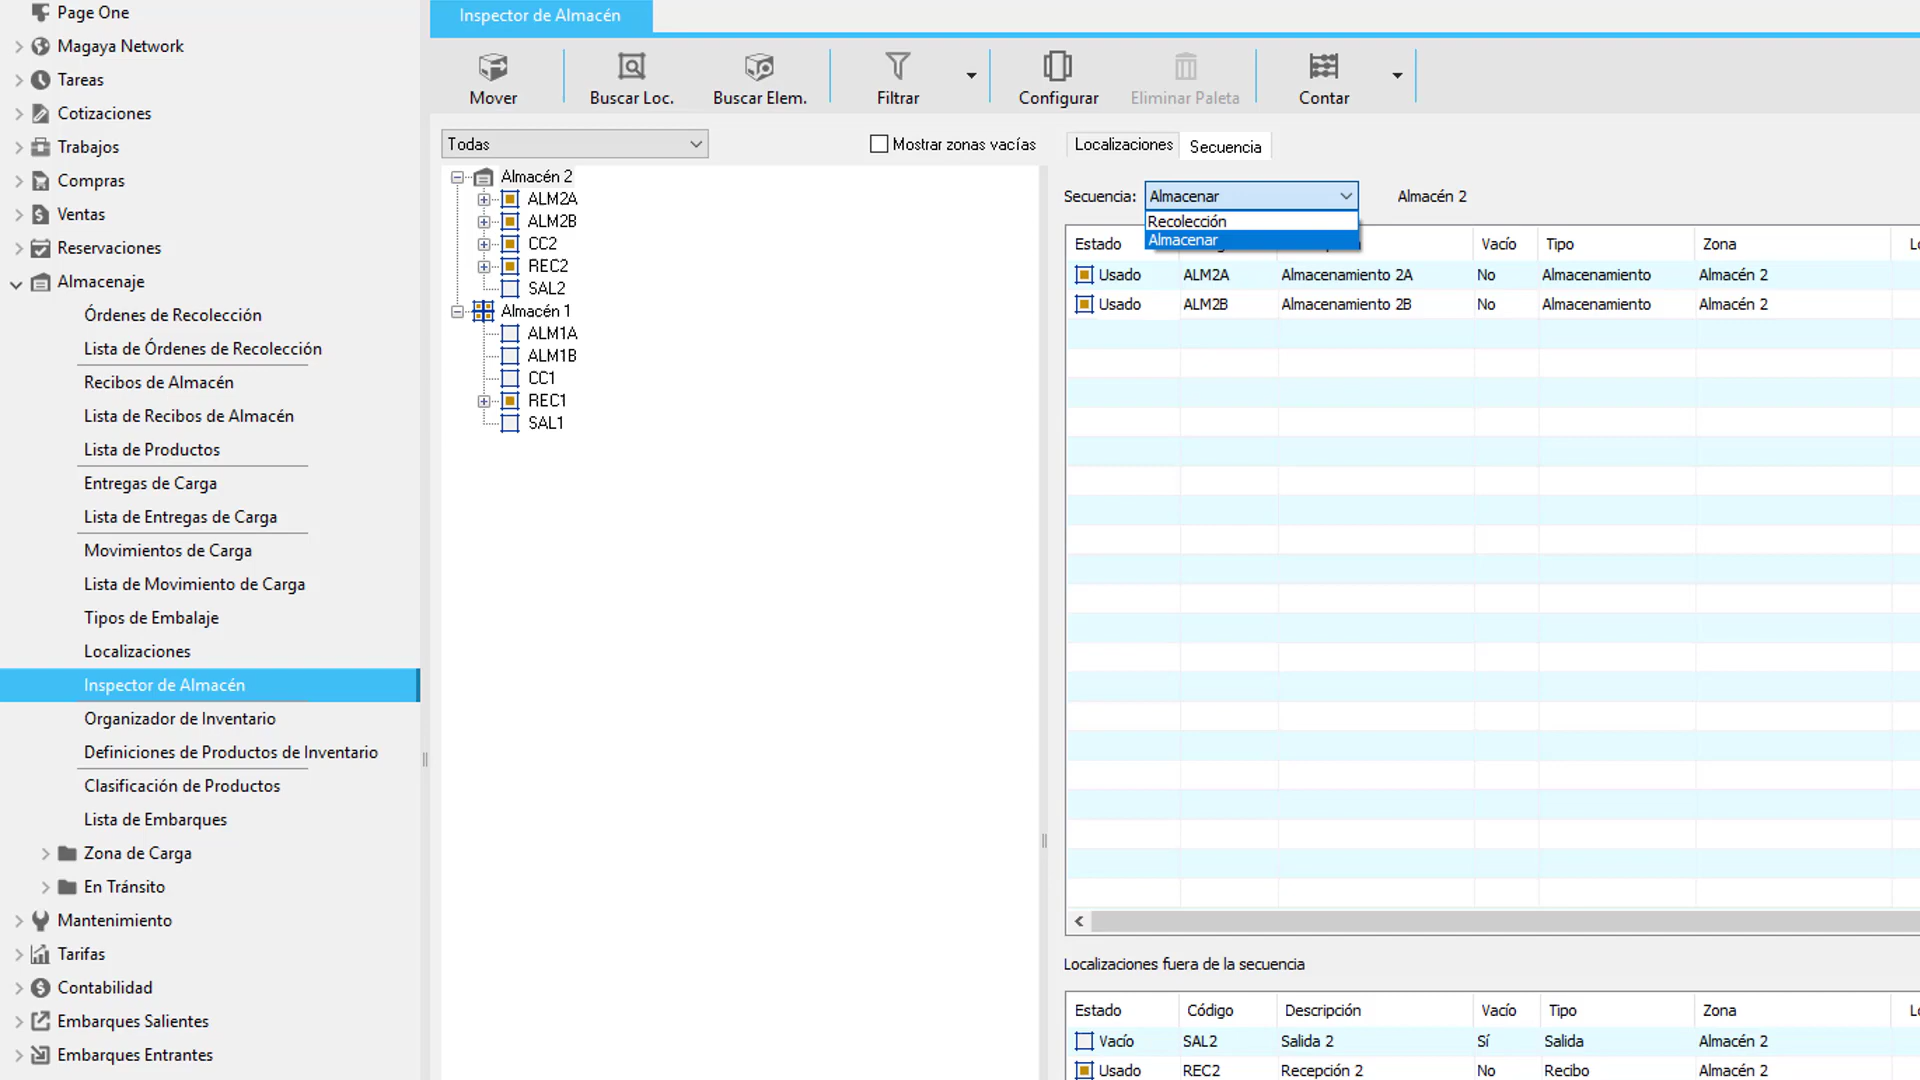 Page One
Magaya Network
Tareas
Cotizaciones
Trabajos
Compras
Ventas
Reservaciones
Almacenaje
Órdenes de Recolección
Lista de Órdenes de Recolección
Recibos de Almacén
Lista de Recibos de Almacén
Lista de Productos
Entregas de Carga
Lista de Entregas de Carga
Movimientos de Carga
Lista de Movimiento de Carga
Tipos de Embalaje
Localizaciones
Inspector de Almacén
Organizador de Inventario
Definiciones de Productos de Inventario
Clasificación de Productos
Lista de Embarques
Zona de Carga
En Tránsito
Mantenimiento
Tarifas
Contabilidad
Embarques Salientes
Embarques Entrantes
Inspector de Almacén
Mover Buscar Loc. Buscar Elem. Filtrar Configurar Eliminar Paleta Contar
Todas Mostrar zonas vacías
Almacén 2
ALM2A
ALM2B
CC2
REC2
SAL2
Almacén 1
ALM1A
ALM1B
CC1
REC1
SAL1
Localizaciones Secuencia
Secuencia: Almacenar Almacén 2
Recolección
Almacenar
Estado Vacío Tipo Zona
Usado ALM2A Almacenamiento 2A No Almacenamiento Almacén 2
Usado ALM2B Almacenamiento 2B No Almacenamiento Almacén 2
Localizaciones fuera de la secuencia
Estado Código Descripción Vacío Tipo Zona
Vacío SAL2 Salida 2 Sí Salida Almacén 2
Usado REC2 Recepción 2 No Recibo Almacén 2